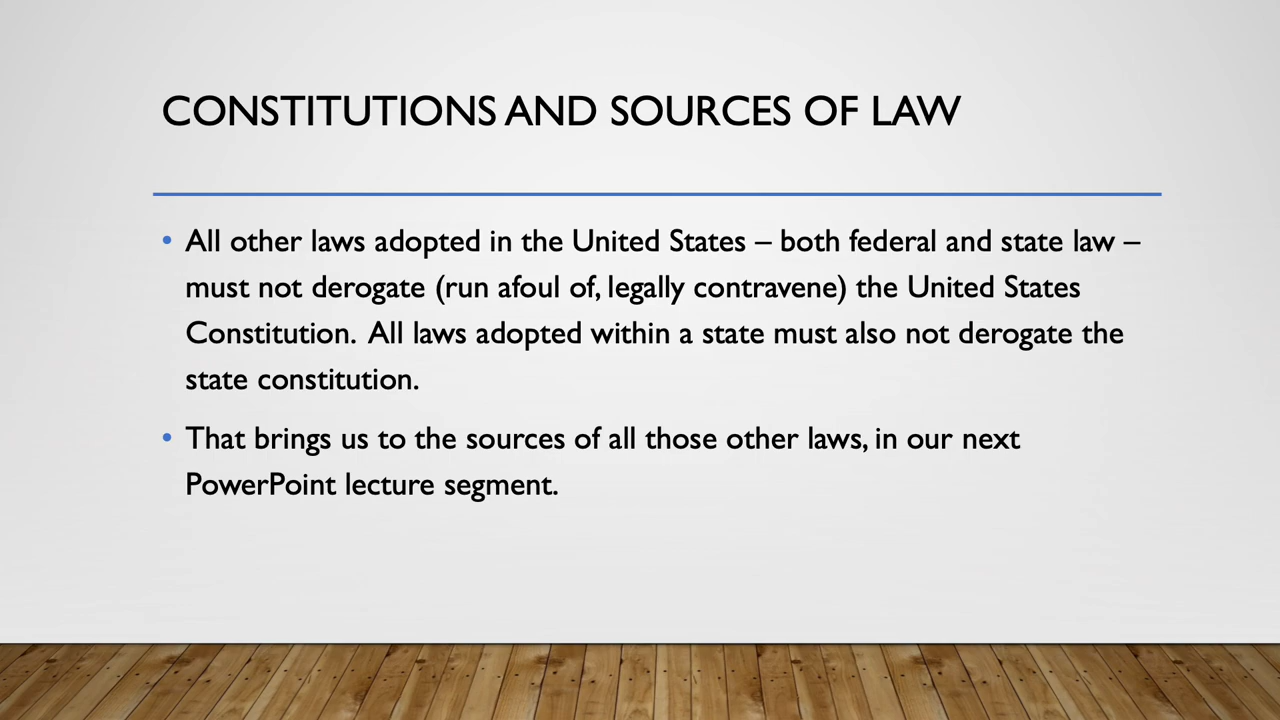 CONSTITUTIONS AND SOURCES OF LAW
• All other laws adopted in the United States – both federal and state law –
must not derogate (run afoul of, legally contravene) the United States
Constitution.  All laws adopted within a state must also not derogate the
state constitution.
• That brings us to the sources of all those other laws, in our next
PowerPoint lecture segment.